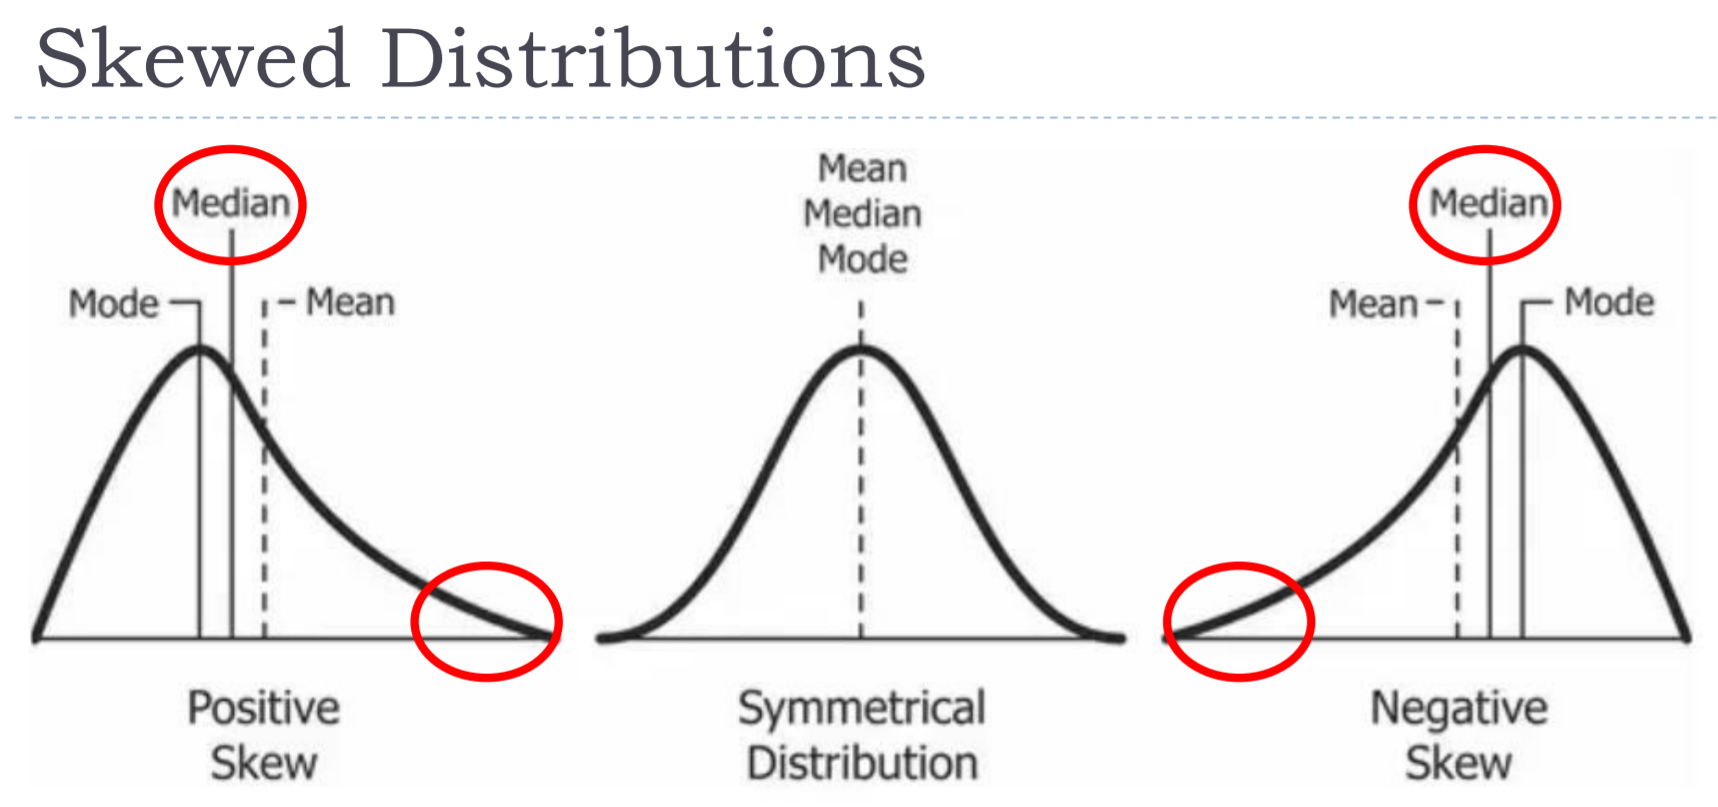 Skewed Distributions
Median
Mode
Mean
Positive
Skew
Mean
Median
Mode
Symmetrical
Distribution
Median
Mean
Mode
Negative
Skew